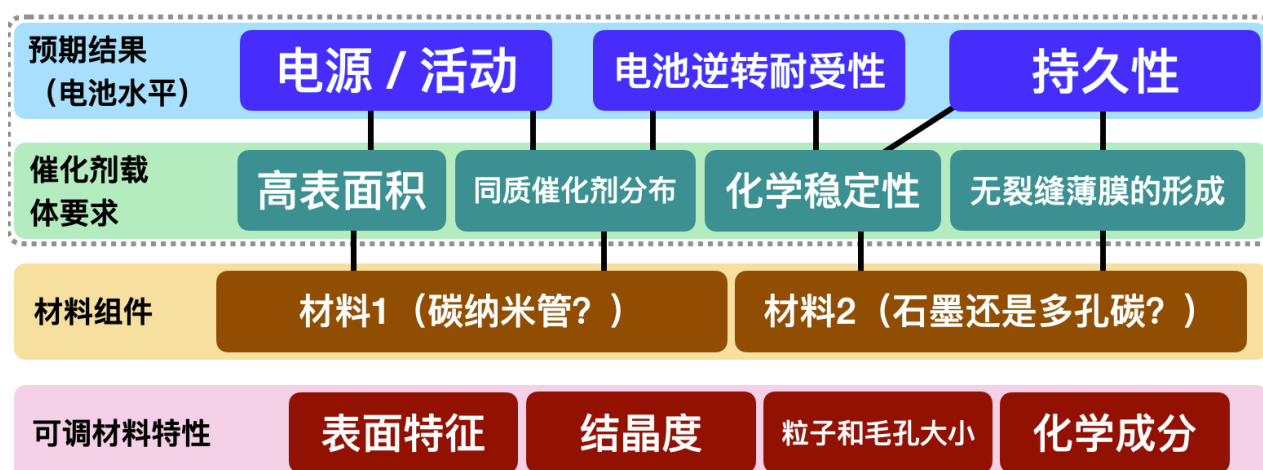 预期结果
（电池水平）
电源 / 活动
电池逆转耐受性
持久性
催化剂载
体要求
高表面积
同质催化剂分布
化学稳定性
无裂缝薄膜的形成
材料组件
材料1（碳纳米管？）
材料2（石墨还是多孔碳？）
可调材料特性
表面特征
结晶度
粒子和毛孔大小
化学成分